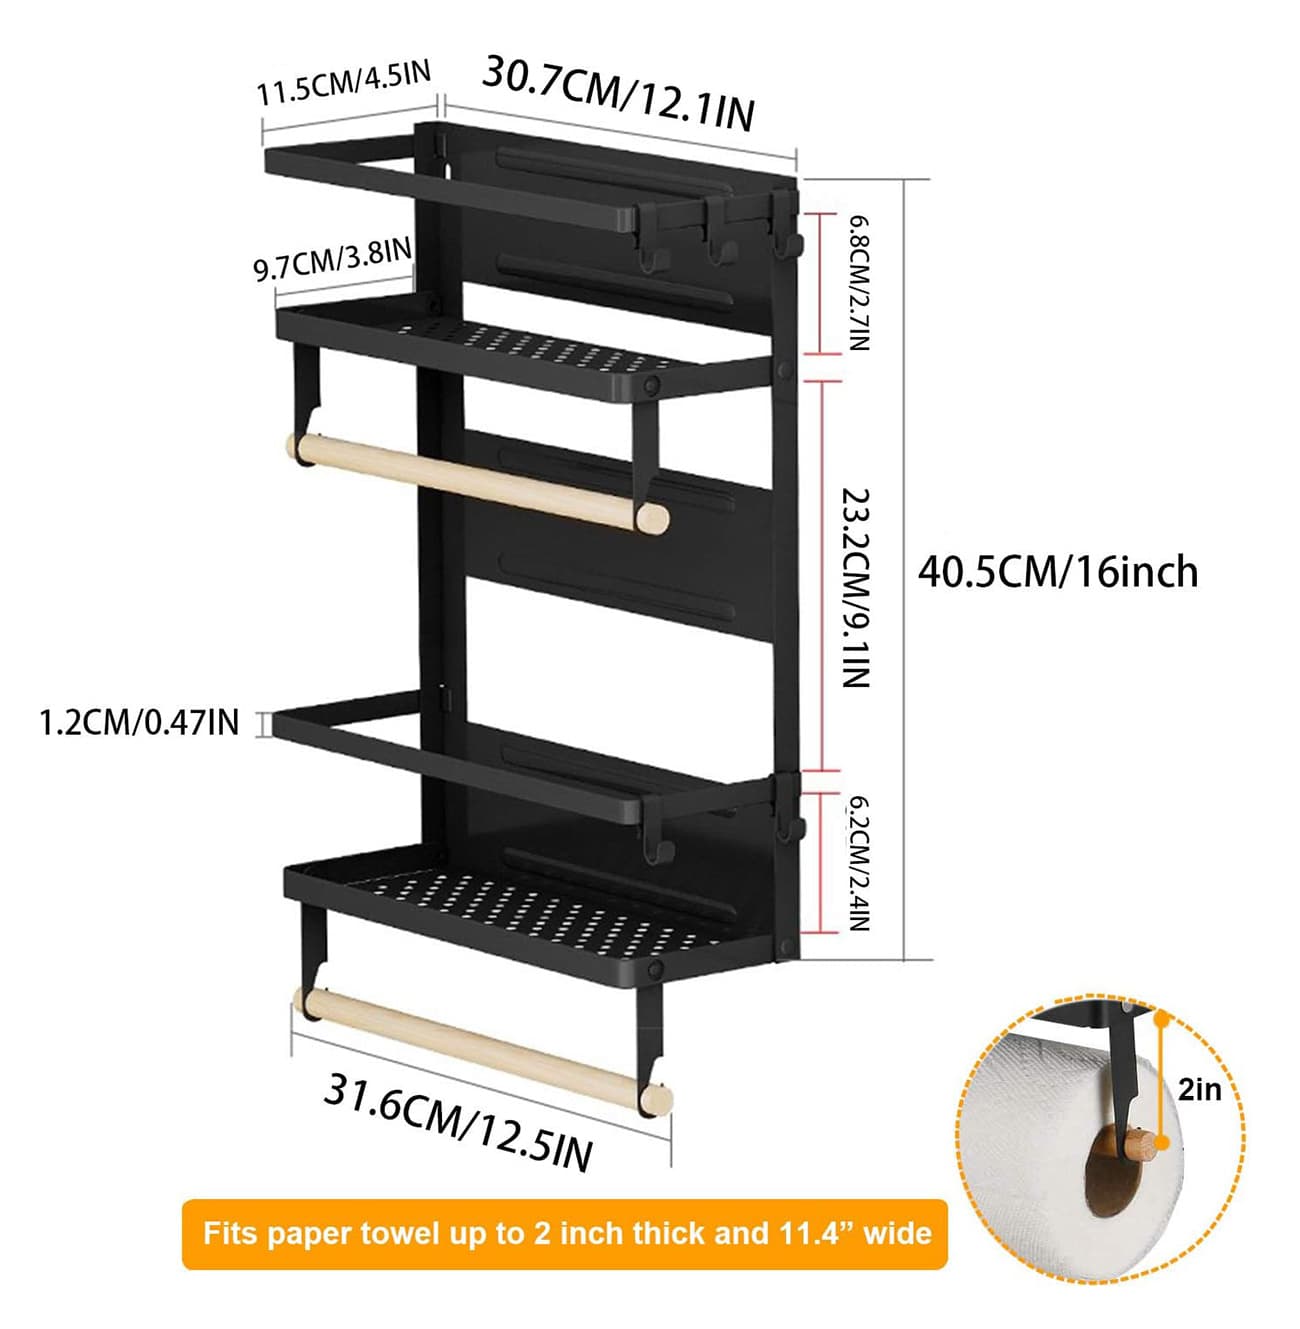 11.5CM/4.5IN
30.7CM/12.1IN
9.7CM/3.8IN
6.8CM/2.7IN
23.2CM/9.1IN
40.5CM/16inch
1.2CM/0.47IN
6.2CM/2.4IN
31.6CM/12.5IN
2in
Fits paper towel up to 2 inch thick and 11.4” wide